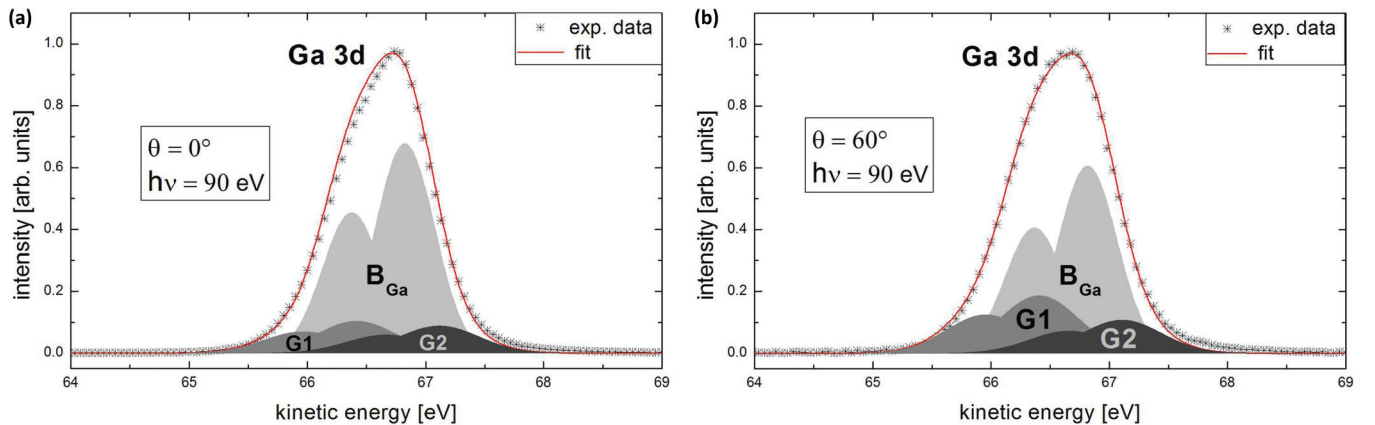 (a)
exp. data
fit
Ga 3d
θ = 0°
hν = 90 eV
B_Ga
G1
G2
intensity [arb. units]
1.0
0.8
0.6
0.4
0.2
0.0
64 65 66 67 68 69
kinetic energy [eV]
(b)
exp. data
fit
Ga 3d
θ = 60°
hν = 90 eV
B_Ga
G1
G2
intensity [arb. units]
1.0
0.8
0.6
0.4
0.2
0.0
64 65 66 67 68 69
kinetic energy [eV]